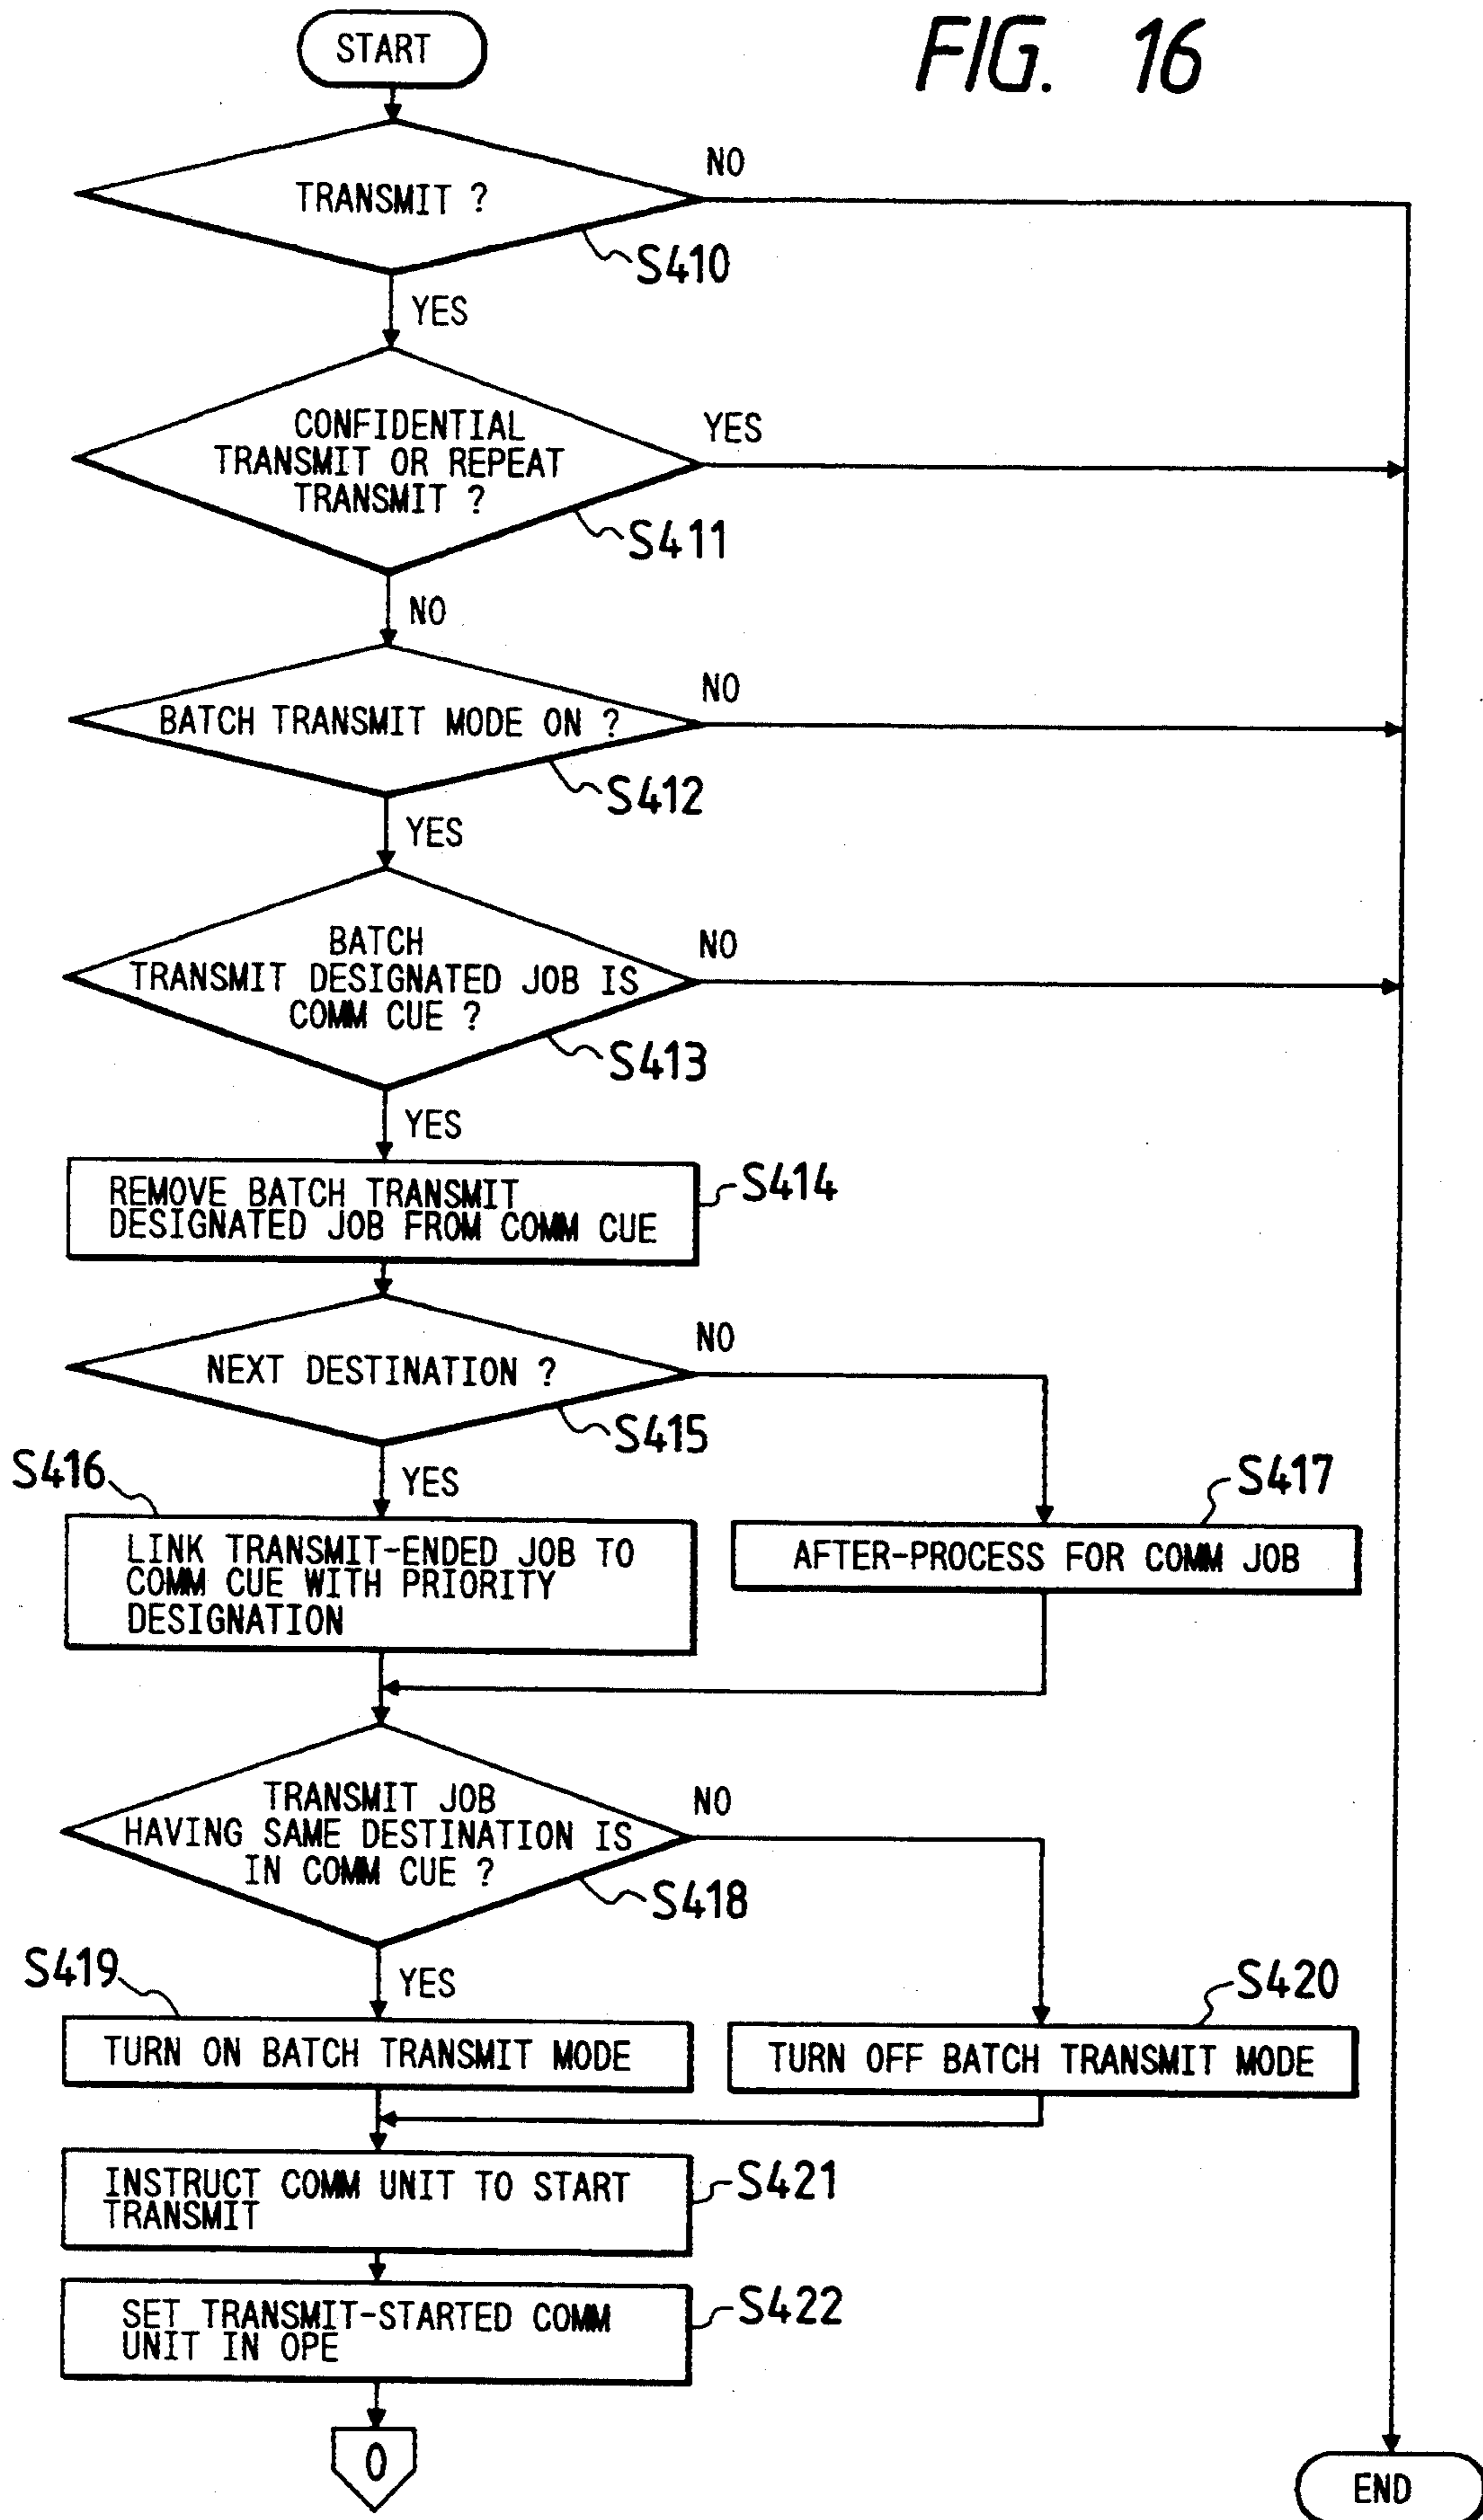 FIG. 16
START
TRANSMIT ?
NO
S410
YES
CONFIDENTIAL
TRANSMIT OR REPEAT
TRANSMIT ?
YES
S411
NO
BATCH TRANSMIT MODE ON ?
NO
S412
YES
BATCH
TRANSMIT DESIGNATED JOB IS
COMM CUE ?
NO
S413
YES
REMOVE BATCH TRANSMIT
DESIGNATED JOB FROM COMM CUE
S414
NEXT DESTINATION ?
NO
S415
S416
YES
S417
LINK TRANSMIT-ENDED JOB TO
COMM CUE WITH PRIORITY
DESIGNATION
AFTER-PROCESS FOR COMM JOB
TRANSMIT JOB
HAVING SAME DESTINATION IS
IN COMM CUE ?
NO
S418
S419
YES
S420
TURN ON BATCH TRANSMIT MODE
TURN OFF BATCH TRANSMIT MODE
INSTRUCT COMM UNIT TO START
TRANSMIT
S421
SET TRANSMIT-STARTED COMM
UNIT IN OPE
S422
O
END